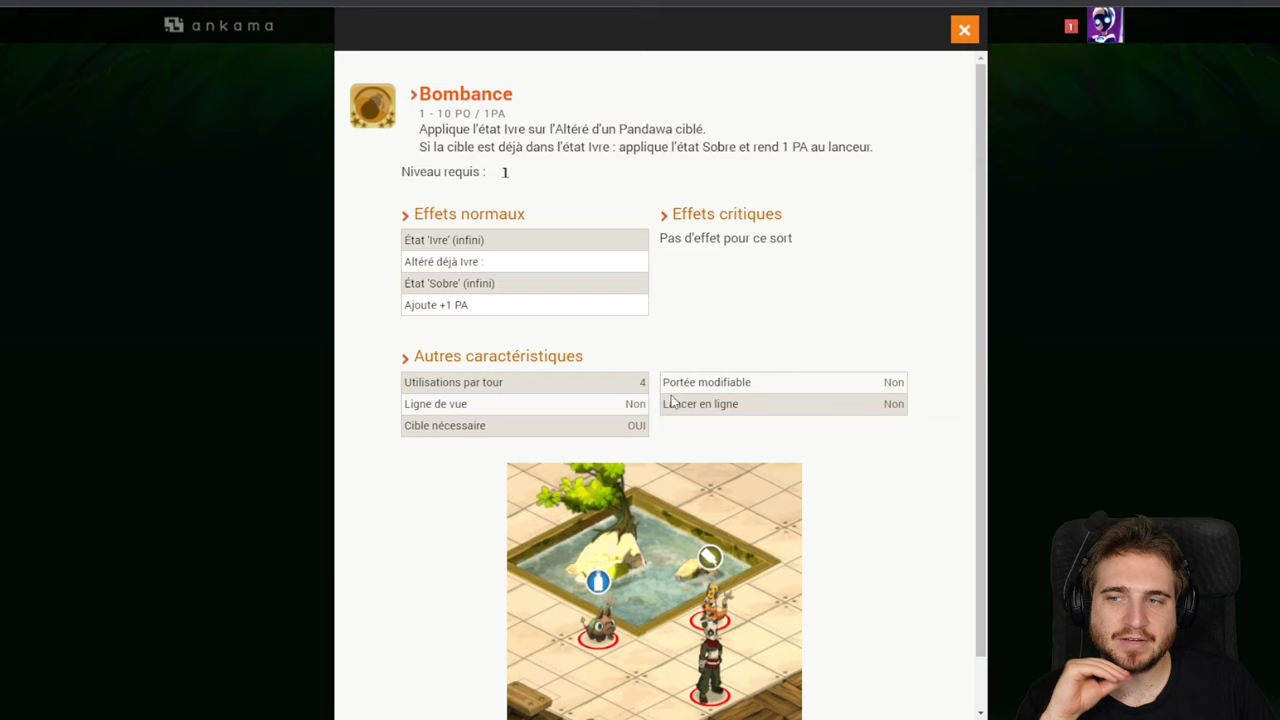 ankama
1
Bombance
1 - 10 PO / 1PA
Applique l'état Ivre sur l'Altéré d'un Pandawa ciblé.
Si la cible est déjà dans l'état Ivre : applique l'état Sobre et rend 1 PA au lanceur.
Niveau requis : 1
Effets normaux
État 'Ivre' (infini)
Altéré déjà Ivre :
État 'Sobre' (infini)
Ajoute +1 PA
Effets critiques
Pas d'effet pour ce sort
Autres caractéristiques
Utilisations par tour 4
Ligne de vue Non
Cible nécessaire OUI
Portée modifiable Non
Lancer en ligne Non